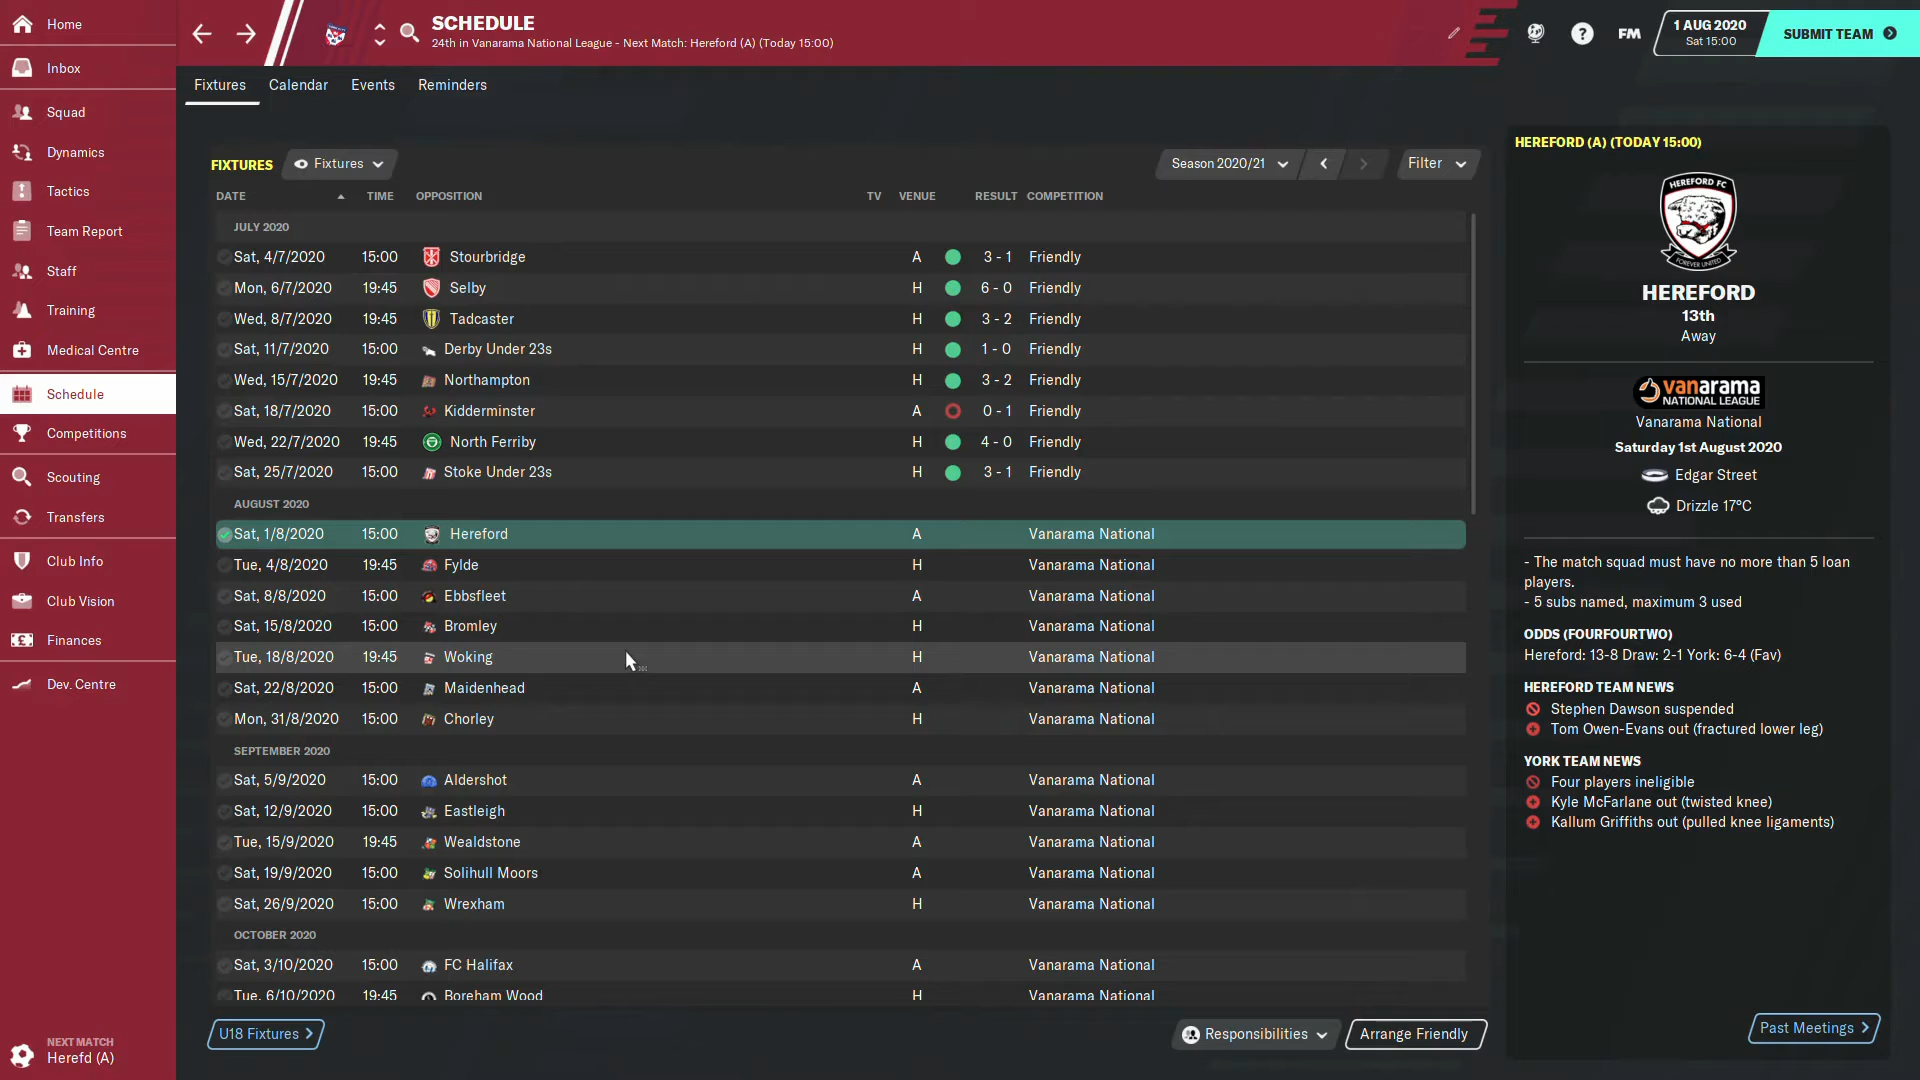 Home
Inbox
Squad
Dynamics
Tactics
Team Report
Staff
Training
Medical Centre
Schedule
Competitions
Scouting
Transfers
Club Info
Club Vision
Finances
Dev. Centre
NEXT MATCH
Herefd (A)
SCHEDULE
24th in Vanarama National League - Next Match: Hereford (A) (Today 15:00)
?
FM
1 AUG 2020
Sat 15:00
SUBMIT TEAM
Fixtures Calendar Events Reminders
FIXTURES Fixtures Season 2020/21 Filter
DATE TIME OPPOSITION TV VENUE RESULT COMPETITION
JULY 2020
Sat, 4/7/2020 15:00 Stourbridge A 3 - 1 Friendly
Mon, 6/7/2020 19:45 Selby H 6 - 0 Friendly
Wed, 8/7/2020 19:45 Tadcaster H 3 - 2 Friendly
Sat, 11/7/2020 15:00 Derby Under 23s H 1 - 0 Friendly
Wed, 15/7/2020 19:45 Northampton H 3 - 2 Friendly
Sat, 18/7/2020 15:00 Kidderminster A 0 - 1 Friendly
Wed, 22/7/2020 19:45 North Ferriby H 4 - 0 Friendly
Sat, 25/7/2020 15:00 Stoke Under 23s H 3 - 1 Friendly
AUGUST 2020
Sat, 1/8/2020 15:00 Hereford A Vanarama National
Tue, 4/8/2020 19:45 Fylde H Vanarama National
Sat, 8/8/2020 15:00 Ebbsfleet A Vanarama National
Sat, 15/8/2020 15:00 Bromley H Vanarama National
Tue, 18/8/2020 19:45 Woking H Vanarama National
Sat, 22/8/2020 15:00 Maidenhead A Vanarama National
Mon, 31/8/2020 15:00 Chorley H Vanarama National
SEPTEMBER 2020
Sat, 5/9/2020 15:00 Aldershot A Vanarama National
Sat, 12/9/2020 15:00 Eastleigh H Vanarama National
Tue, 15/9/2020 19:45 Wealdstone A Vanarama National
Sat, 19/9/2020 15:00 Solihull Moors A Vanarama National
Sat, 26/9/2020 15:00 Wrexham H Vanarama National
OCTOBER 2020
Sat, 3/10/2020 15:00 FC Halifax A Vanarama National
Tue, 6/10/2020 19:45 Boreham Wood H Vanarama National
U18 Fixtures
Responsibilities
Arrange Friendly
HEREFORD (A) (TODAY 15:00)
HEREFORD FC
FOREVER UNITED
HEREFORD
13th
Away
vanarama
NATIONAL LEAGUE
Vanarama National
Saturday 1st August 2020
Edgar Street
Drizzle 17°C
- The match squad must have no more than 5 loan
players.
- 5 subs named, maximum 3 used
ODDS (FOURFOURTWO)
Hereford: 13-8 Draw: 2-1 York: 6-4 (Fav)
HEREFORD TEAM NEWS
Stephen Dawson suspended
Tom Owen-Evans out (fractured lower leg)
YORK TEAM NEWS
Four players ineligible
Kyle McFarlane out (twisted knee)
Kallum Griffiths out (pulled knee ligaments)
Past Meetings